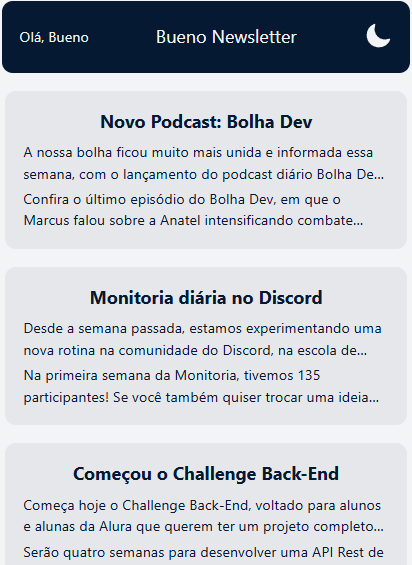 Olá, Bueno
Bueno Newsletter
Novo Podcast: Bolha Dev
A nossa bolha ficou muito mais unida e informada essa
semana, com o lançamento do podcast diário Bolha De...
Confira o último episódio do Bolha Dev, em que o
Marcus falou sobre a Anatel intensificando combate...
Monitoria diária no Discord
Desde a semana passada, estamos experimentando uma
nova rotina na comunidade do Discord, na escola de...
Na primeira semana da Monitoria, tivemos 135
participantes! Se você também quiser trocar uma ideia...
Começou o Challenge Back-End
Começa hoje o Challenge Back-End, voltado para alunos
e alunas da Alura que querem ter um projeto completo...
Serão quatro semanas para desenvolver uma API Rest de